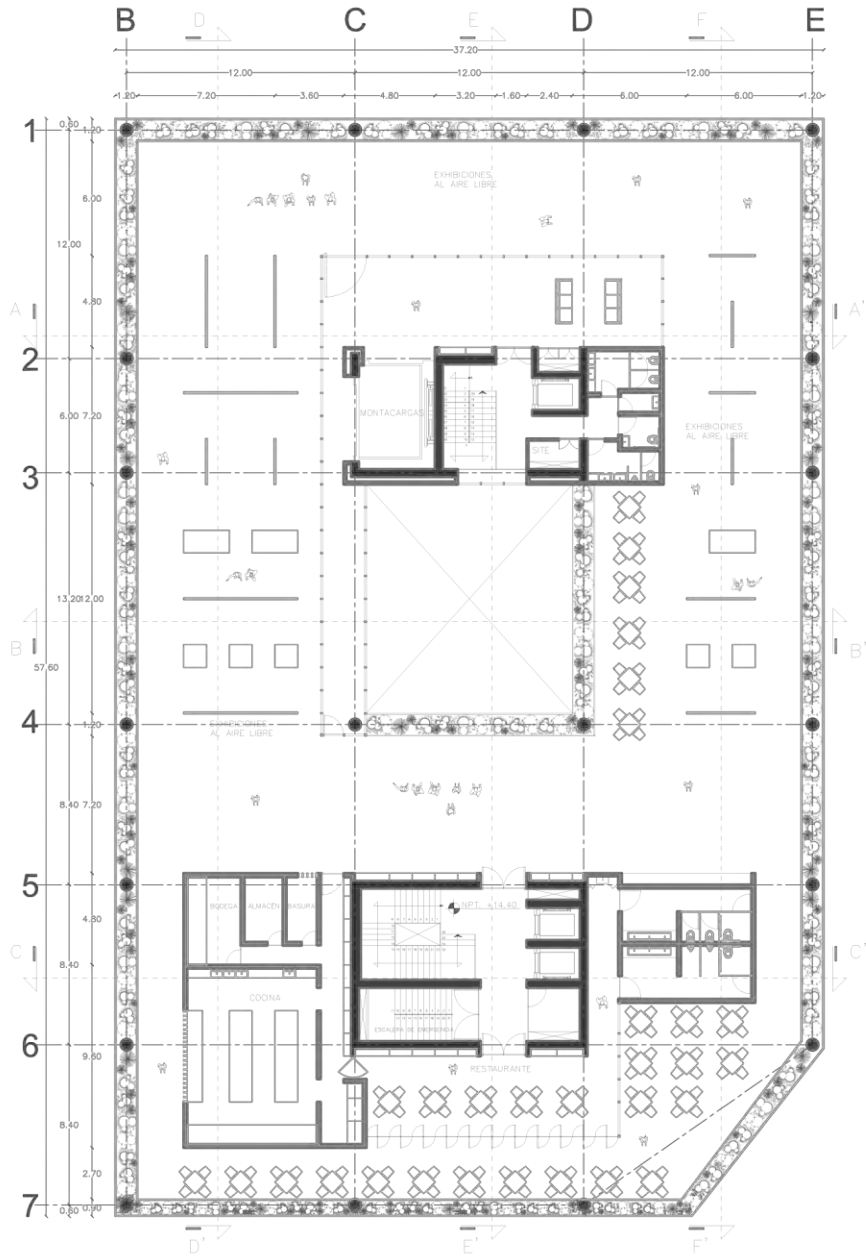 B
C
D
E
D
E
F
37.20
12.00
12.00
12.00
1.20
7.20
3.60
4.80
3.20
1.60
2.40
6.00
6.00
1.20
1
0.60
1.20
EXHIBICIONES
AL AIRE LIBRE
6.00
12.00
A
4.80
A'
2
6.00
7.20
MONTACARGAS
EXHIBICIONES
AL AIRE LIBRE
SITE
3
13.20
12.00
B
B'
57.60
4
1.20
EXHIBICIONES
AL AIRE LIBRE
8.40
7.20
5
BODEGA
ALMACÉN
BASURA
NPT. +14.40
4.80
C
8.40
C'
COCINA
ESCALERA DE EMERGENCIA
6
9.60
RESTAURANTE
8.40
2.70
7
0.60
0.90
D'
E'
F'